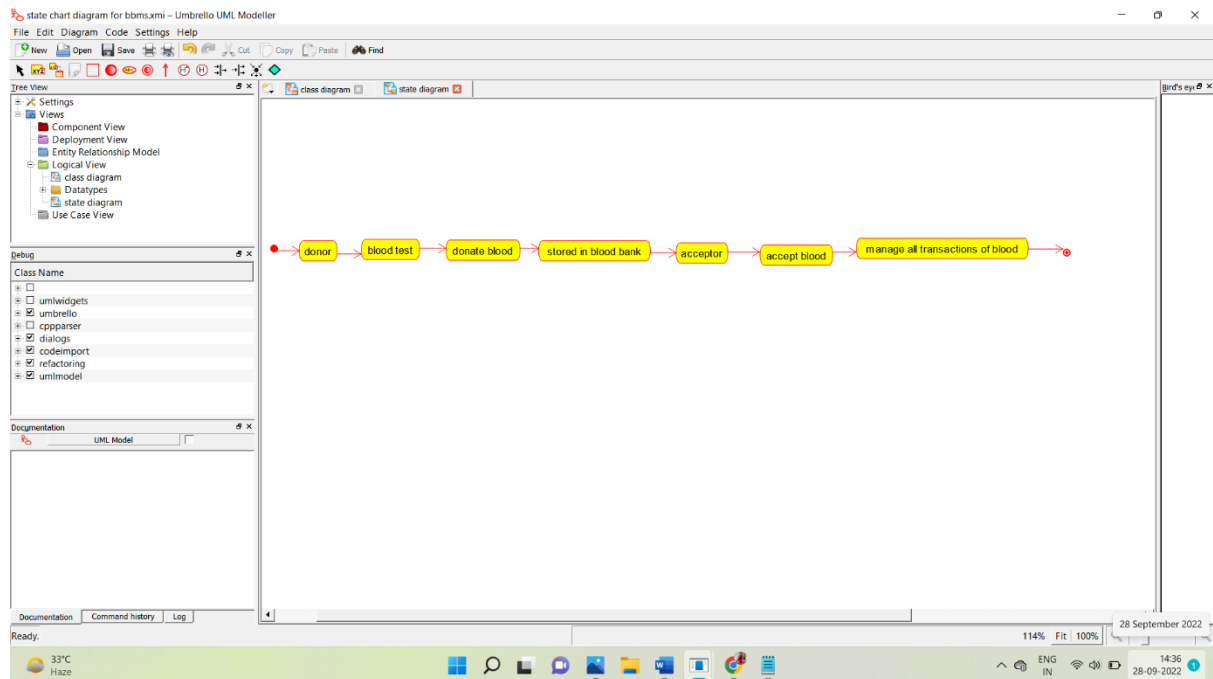 state chart diagram for bbms.xmi – Umbrello UML Modeller
File Edit Diagram Code Settings Help
New Open Save Cut Copy Paste Find
Tree View
class diagram state diagram
Bird's eye
Settings
Views
Component View
Deployment View
Entity Relationship Model
Logical View
class diagram
Datatypes
state diagram
Use Case View
donor blood test donate blood stored in blood bank acceptor accept blood manage all transactions of blood
Debug
Class Name
umlwidgets
umbrello
cppparser
dialogs
codeimport
refactoring
umlmodel
Documentation
UML Model
Documentation Command history Log
28 September 2022
Ready.
114% Fit 100%
33°C
Haze
ENG
IN
14:36
28-09-2022
1